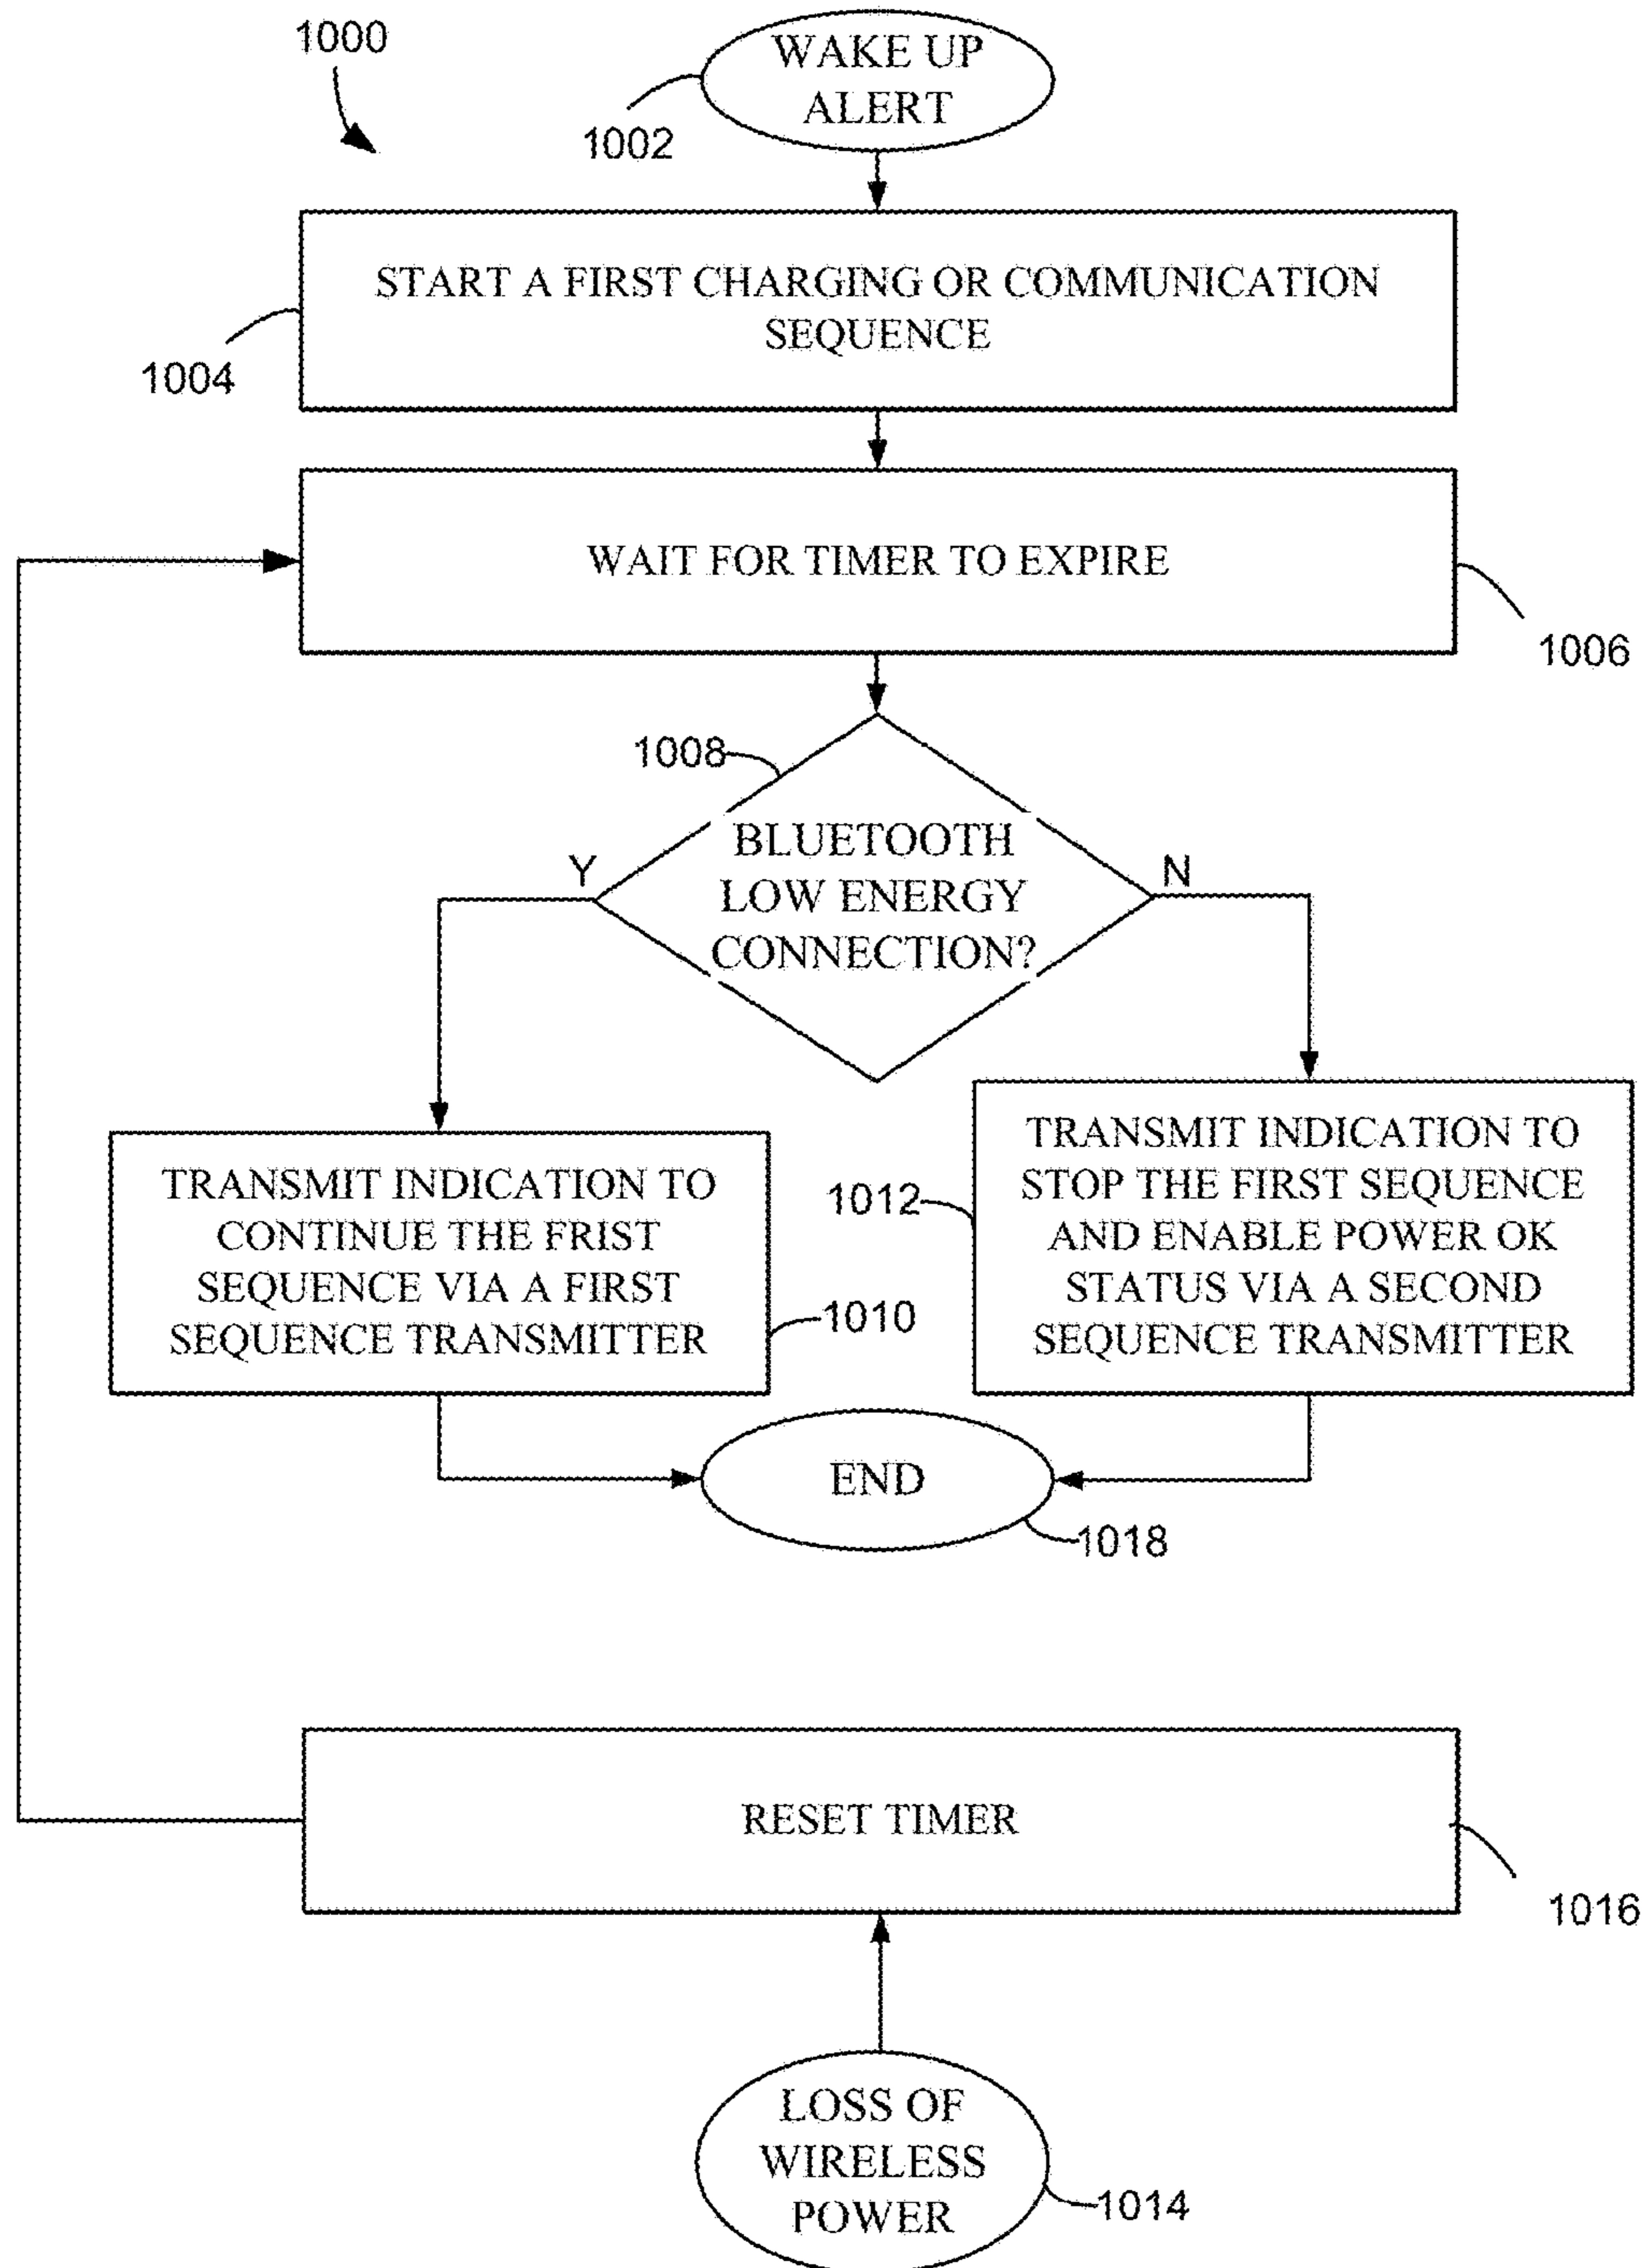 1000
WAKE UP
ALERT
1002
START A FIRST CHARGING OR COMMUNICATION
SEQUENCE
1004
WAIT FOR TIMER TO EXPIRE
1006
1008
BLUETOOTH
LOW ENERGY
CONNECTION?
Y
N
TRANSMIT INDICATION TO
CONTINUE THE FRIST
SEQUENCE VIA A FIRST
SEQUENCE TRANSMITTER
1010
1012
TRANSMIT INDICATION TO
STOP THE FIRST SEQUENCE
AND ENABLE POWER OK
STATUS VIA A SECOND
SEQUENCE TRANSMITTER
END
1018
RESET TIMER
1016
LOSS OF
WIRELESS
POWER
1014